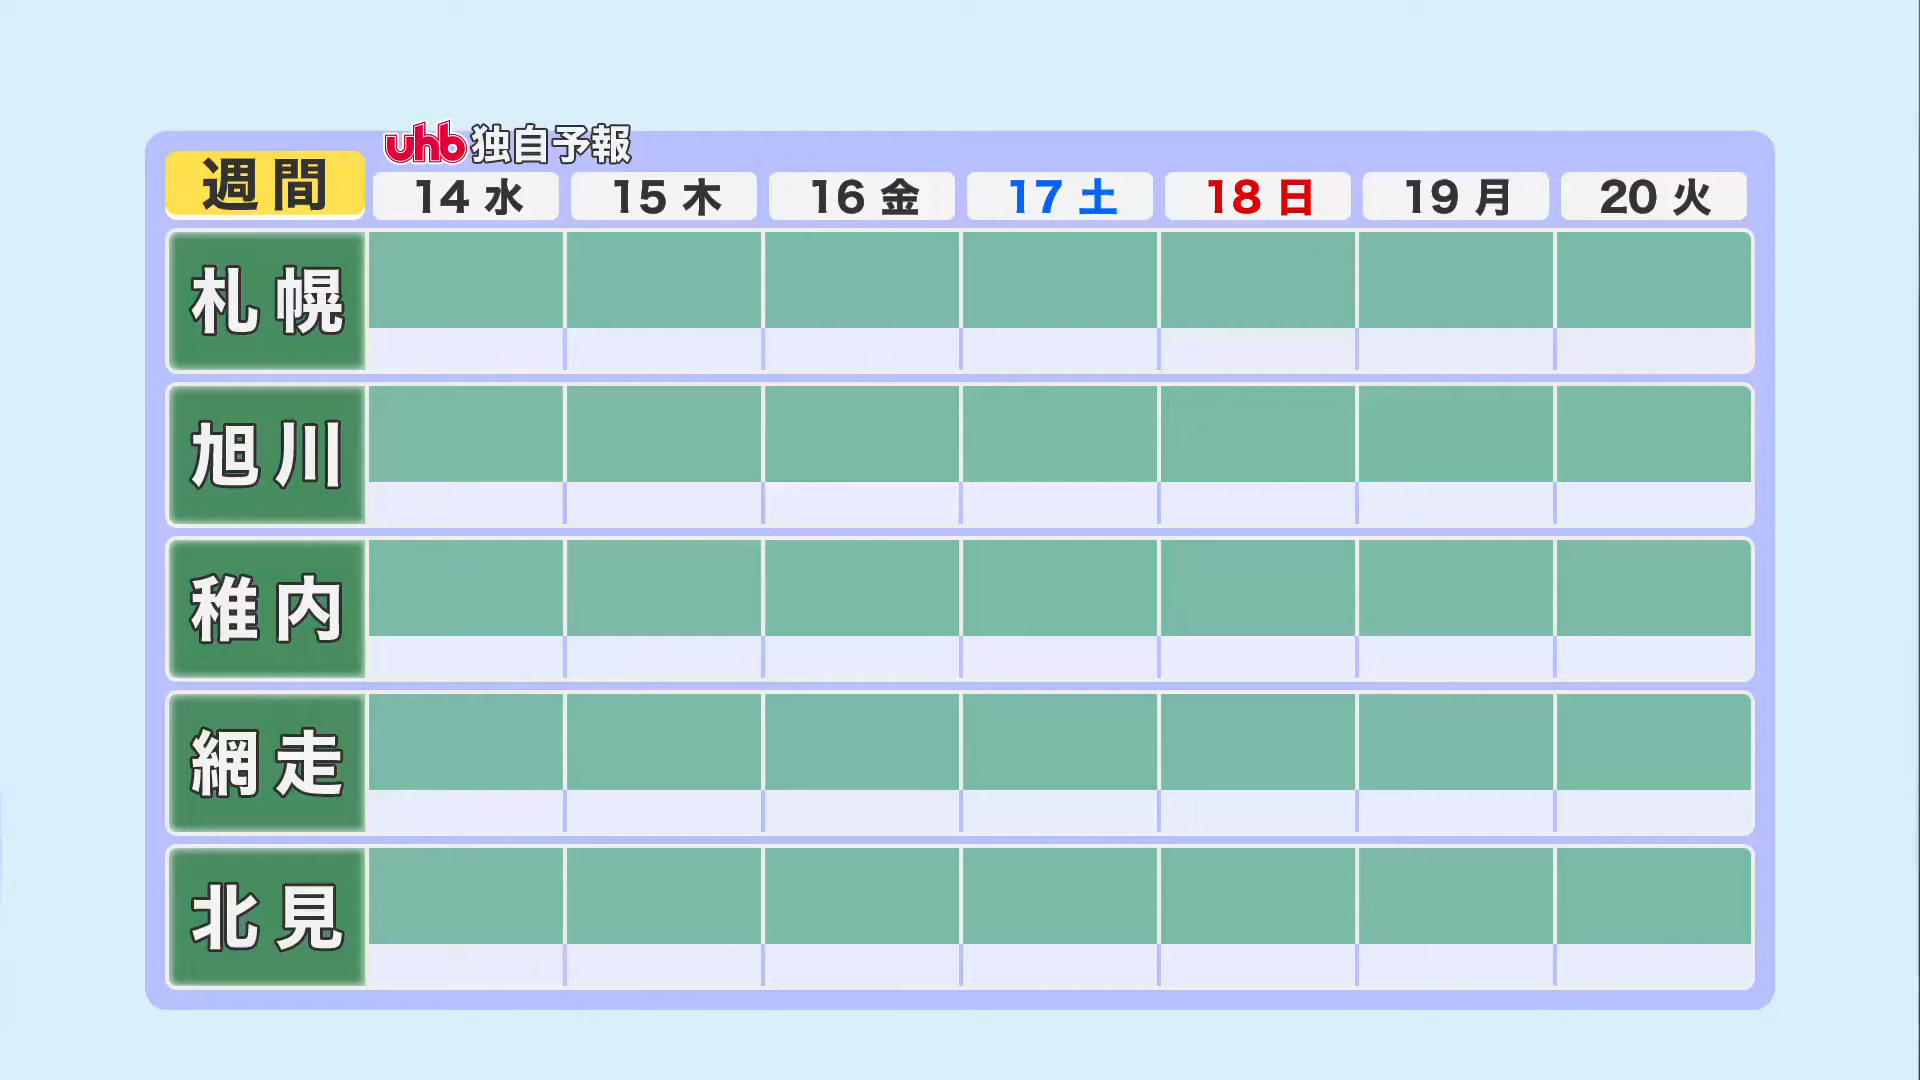 uhb独自予報
週間 14 水 15 木 16 金 17 土 18 日 19 月 20 火
札幌
旭川
稚内
網走
北見